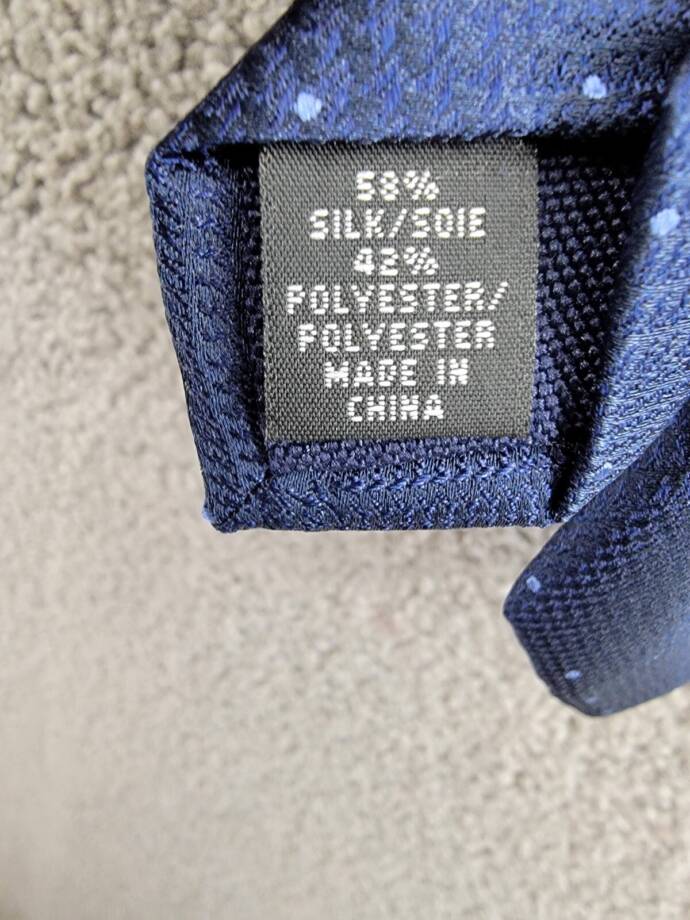 58%
SILK/SOIE
42%
POLYESTER/
POLYESTER
MADE IN
CHINA